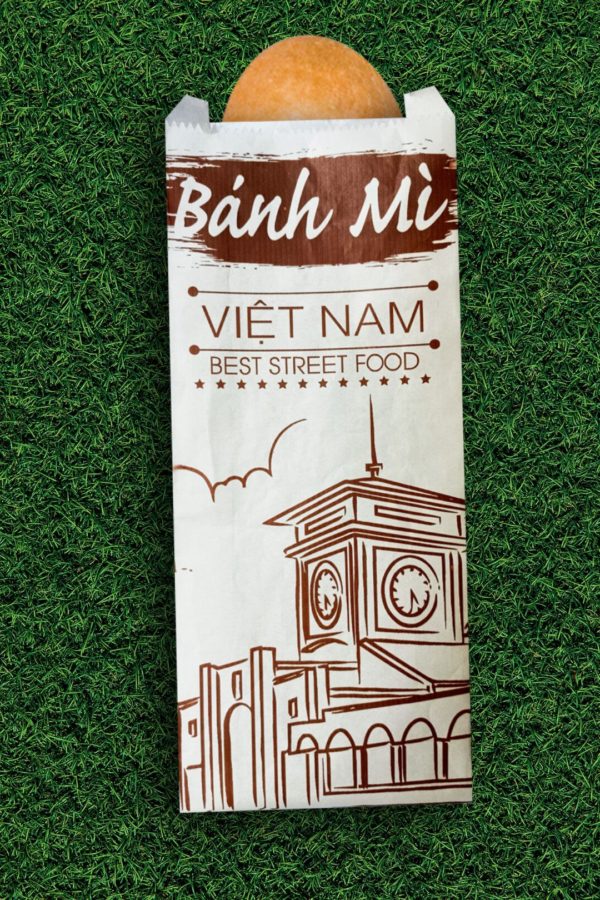 Bánh Mì
VIỆT NAM
BEST STREET FOOD